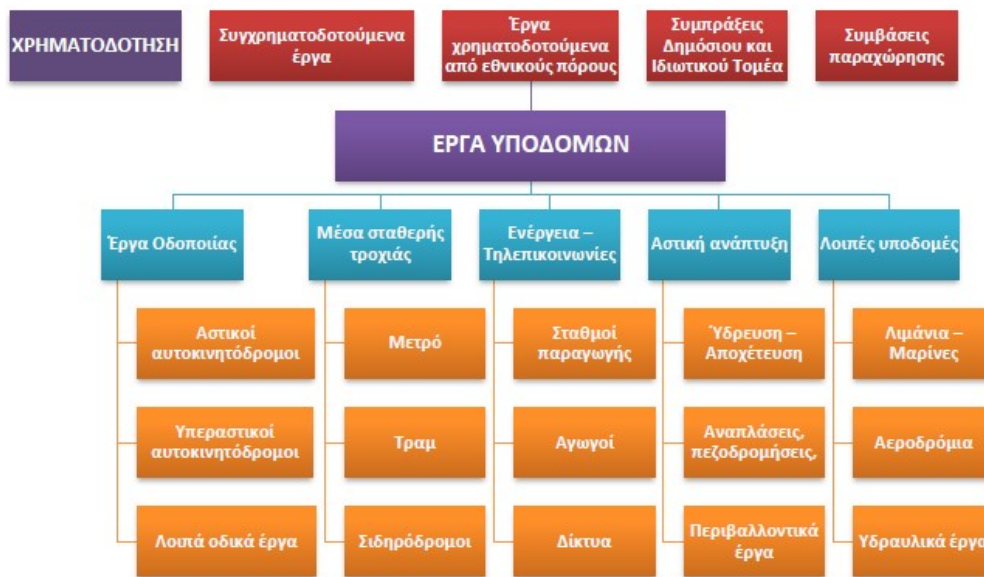 ΧΡΗΜΑΤΟΔΟΤΗΣΗ
Συγχρηματοδοτούμενα
έργα
Έργα
χρηματοδοτούμενα
από εθνικούς πόρους
Συμπράξεις
Δημόσιου και
Ιδιωτικού Τομέα
Συμβάσεις
παραχώρησης
ΕΡΓΑ ΥΠΟΔΟΜΩΝ
Έργα Οδοποιίας
Μέσα σταθερής
τροχιάς
Ενέργεια –
Τηλεπικοινωνίες
Αστική ανάπτυξη
Λοιπές υποδομές
Αστικοί
αυτοκινητόδρομοι
Μετρό
Σταθμοί
παραγωγής
Ύδρευση –
Αποχέτευση
Λιμάνια –
Μαρίνες
Υπεραστικοί
αυτοκινητόδρομοι
Τραμ
Αγωγοί
Αναπλάσεις,
πεζοδρομήσεις,
Αεροδρόμια
Λοιπά οδικά έργα
Σιδηρόδρομοι
Δίκτυα
Περιβαλλοντικά
έργα
Υδραυλικά έργα